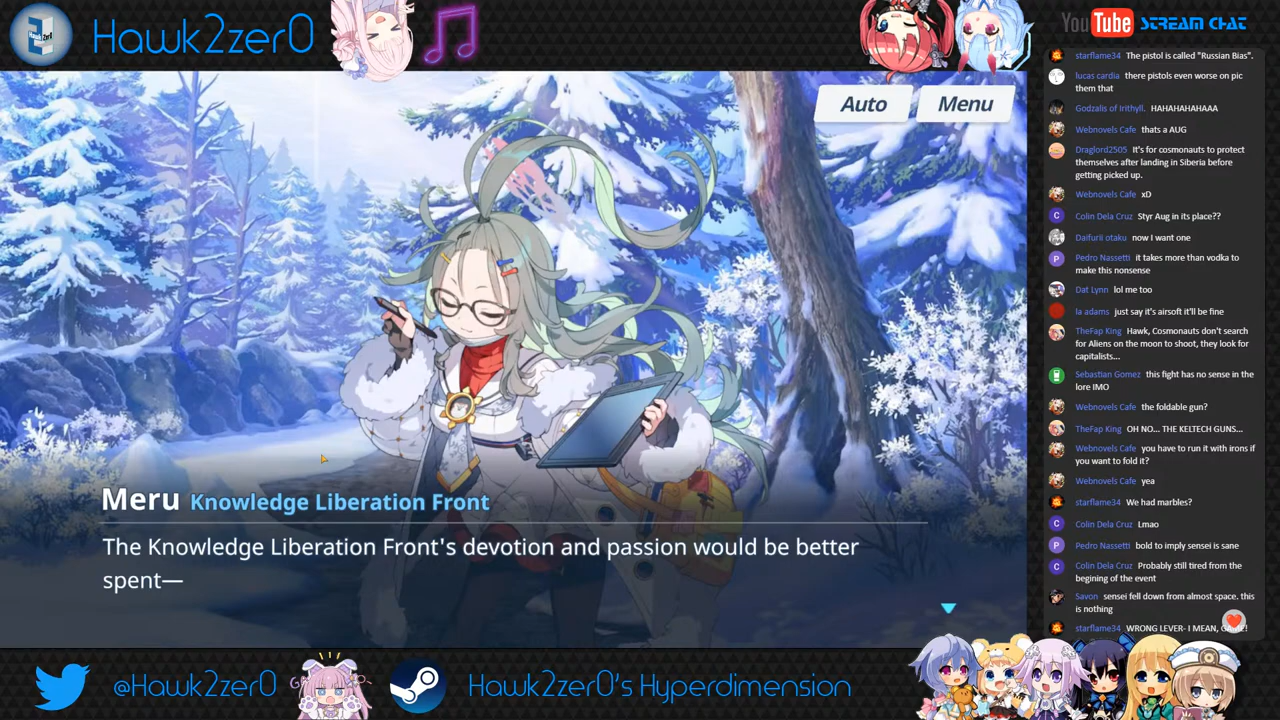 Hawk2zer0
You Tube STREAM CHAT
Auto
Menu
Meru Knowledge Liberation Front
The Knowledge Liberation Front's devotion and passion would be better
spent—
starflame34 The pistol is called "Russian Bias".
lucas cardia there pistols even worse on pic
them that
Godzalis of Irithyll. HAHAHAHAHAAA
Webnovels Cafe thats a AUG
Draglord2505 It's for cosmonauts to protect
themselves after landing in Siberia before
getting picked up.
Webnovels Cafe xD
Colin Dela Cruz Styr Aug in its place??
Daifurii otaku now I want one
Pedro Nassetti it takes more than vodka to
make this nonsense
Dat Lynn lol me too
la adams just say it's airsoft it'll be fine
TheFap King Hawk, Cosmonauts don't search
for Aliens on the moon to shoot, they look for
capitalists...
Sebastian Gomez this fight has no sense in the
lore IMO
Webnovels Cafe the foldable gun?
TheFap King OH NO... THE KELTECH GUNS...
Webnovels Cafe you have to run it with irons if
you want to fold it?
Webnovels Cafe yea
starflame34 We had marbles?
Colin Dela Cruz Lmao
Pedro Nassetti bold to imply sensei is sane
Colin Dela Cruz Probably still tired from the
begining of the event
Savon sensei fell down from almost space. this
is nothing
starflame34 WRONG LEVER- I MEAN,
@Hawk2zer0
Hawk2zer0's Hyperdimension